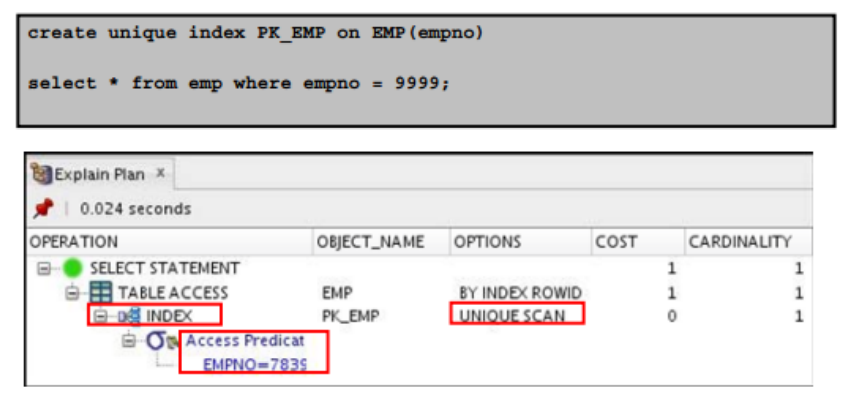 create unique index PK_EMP on EMP(empno)
select * from emp where empno = 9999;
Explain Plan x
0.024 seconds
OPERATION OBJECT_NAME OPTIONS COST CARDINALITY
SELECT STATEMENT 1 1
TABLE ACCESS EMP BY INDEX ROWID 1 1
INDEX PK_EMP UNIQUE SCAN 0 1
Access Predicat
EMPNO=7839